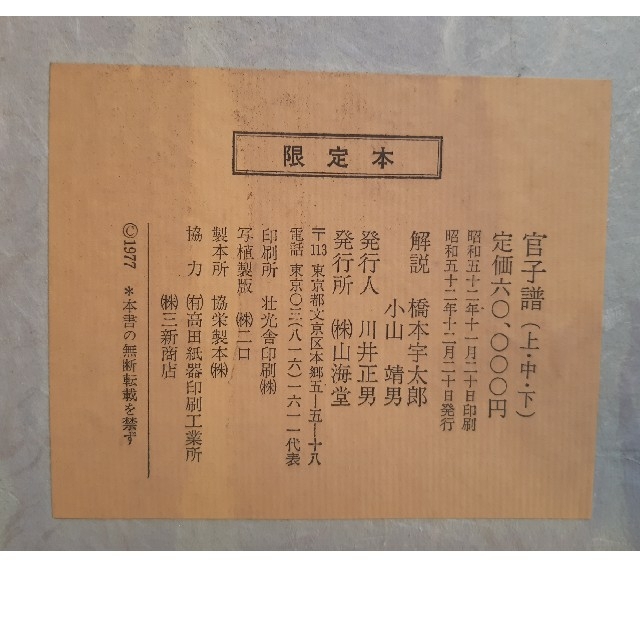 限定本
官子譜（上・中・下）
定価六〇、〇〇〇円
昭和五十二年十一月二十日印刷
昭和五十二年十二月二十日発行
解説 橋本宇太郎
小山 靖男
発行人 川井正男
発行所 ㈱山海堂
〒113 東京都文京区本郷五―五―十八
電話 東京〇三(八一六)一六一一代表
印刷所 壮光舎印刷㈱
写植製版 ㈱二口
製本所 協栄製本㈱
協力 ㈲高田紙器印刷工業所
㈱三新商店
©1977 ＊本書の無断転載を禁ず